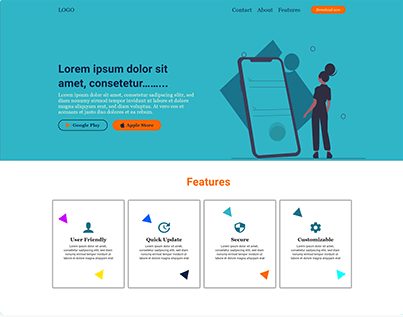 LOGO
Contact About Features
Download now
Lorem ipsum dolor sit
amet, consetetur.........
Lorem ipsum dolor sit amet, consetetur sadipscing elitr, sed
diam nonumy eirmod tempor invidunt ut labore et dolore
magna aliquyam erat, sed diam voluptua. At vero eos et
accusam et justo duo dolores et ea rebum.
Google Play
Apple Store
Features
User Friendly
Lorem ipsum dolor sit amet,
consetetur sadipscing elitr, sed diam
nonumy eirmod tempor invidunt ut
labore et dolore magna aliquyam erat
Quick Update
Lorem ipsum dolor sit amet,
consetetur sadipscing elitr, sed diam
nonumy eirmod tempor invidunt ut
labore et dolore magna aliquyam erat
Secure
Lorem ipsum dolor sit amet,
consetetur sadipscing elitr, sed diam
nonumy eirmod tempor invidunt ut
labore et dolore magna aliquyam erat
Customizable
Lorem ipsum dolor sit amet,
consetetur sadipscing elitr, sed diam
nonumy eirmod tempor invidunt ut
labore et dolore magna aliquyam erat